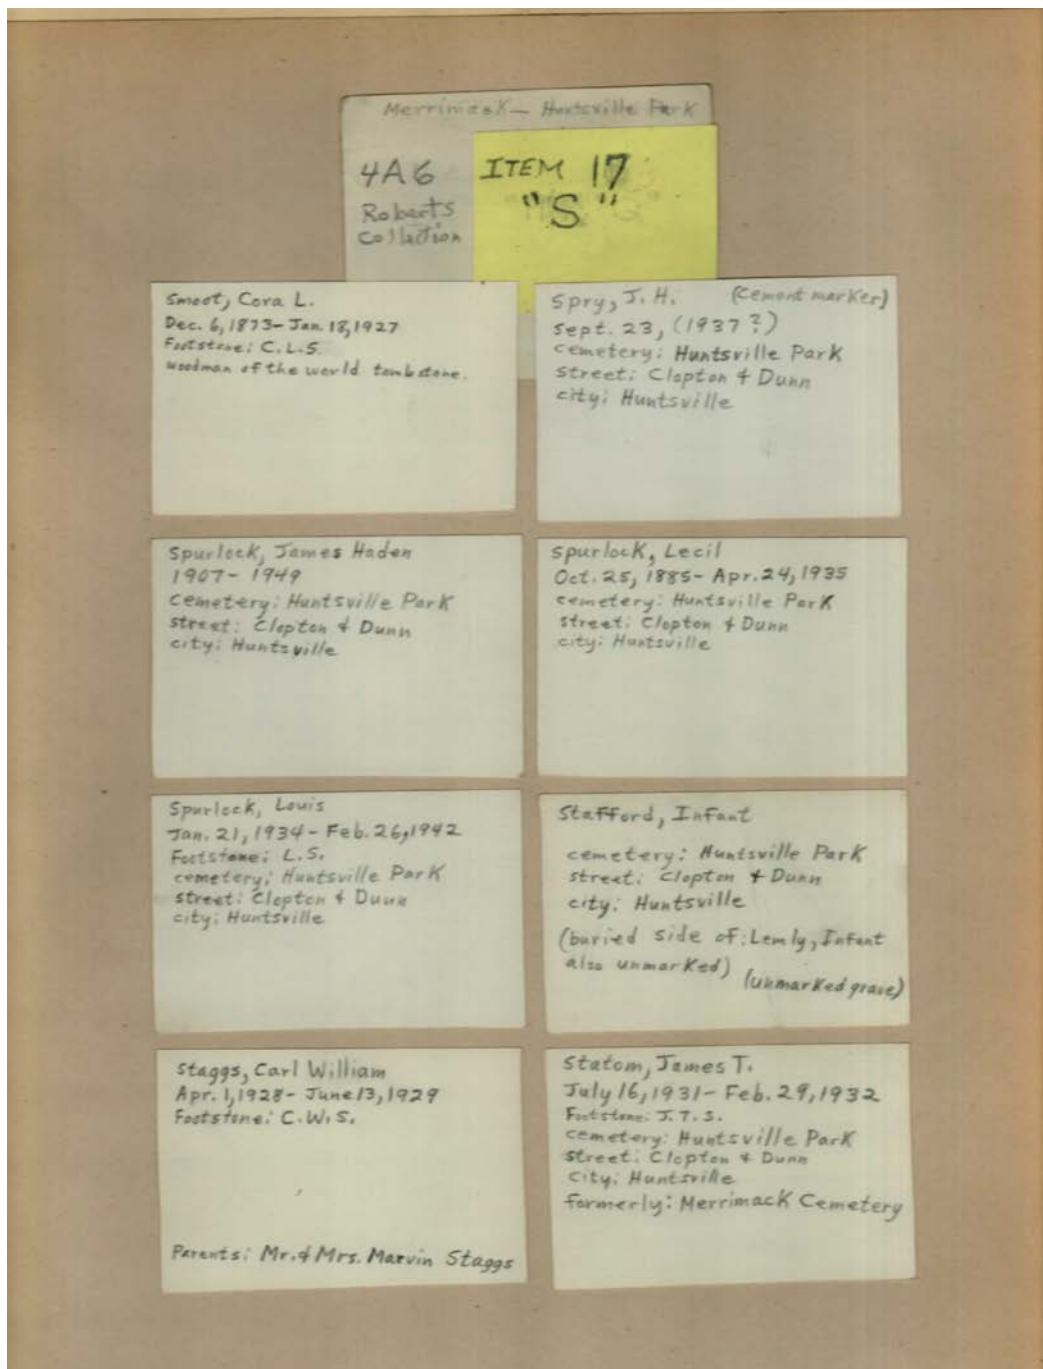 Merrimack - Huntsville Park
4A6
Roberts
Collection
ITEM 17
"S"
Smoot, Cora L.
Dec. 6, 1873 - Jan. 18, 1927
Footstone: C.L.S.
woodman of the world tombstone.
Spry, J. H. (Cement marker)
Sept. 23, (1937?)
cemetery: Huntsville Park
street: Clopton & Dunn
city: Huntsville
Spurlock, James Haden
1907 - 1949
cemetery: Huntsville Park
street: Clopton & Dunn
city: Huntsville
Spurlock, Lecil
Oct. 25, 1885 - Apr. 24, 1935
cemetery: Huntsville Park
street: Clopton & Dunn
city: Huntsville
Spurlock, Louis
Jan. 21, 1934 - Feb. 26, 1942
Footstone: L.S.
cemetery: Huntsville Park
street: Clopton & Dunn
city: Huntsville
Stafford, Infant
cemetery: Huntsville Park
street: Clopton & Dunn
city: Huntsville
(buried side of: Lemly, Infant
also unmarked)
(unmarked grave)
Staggs, Carl William
Apr. 1, 1928 - June 13, 1929
Footstone: C.W.S.
Parents: Mr. & Mrs. Marvin Staggs
Statom, James T.
July 16, 1931 - Feb. 29, 1932
Footstone: J.T.S.
cemetery: Huntsville Park
street: Clopton & Dunn
city: Huntsville
formerly: Merrimack Cemetery